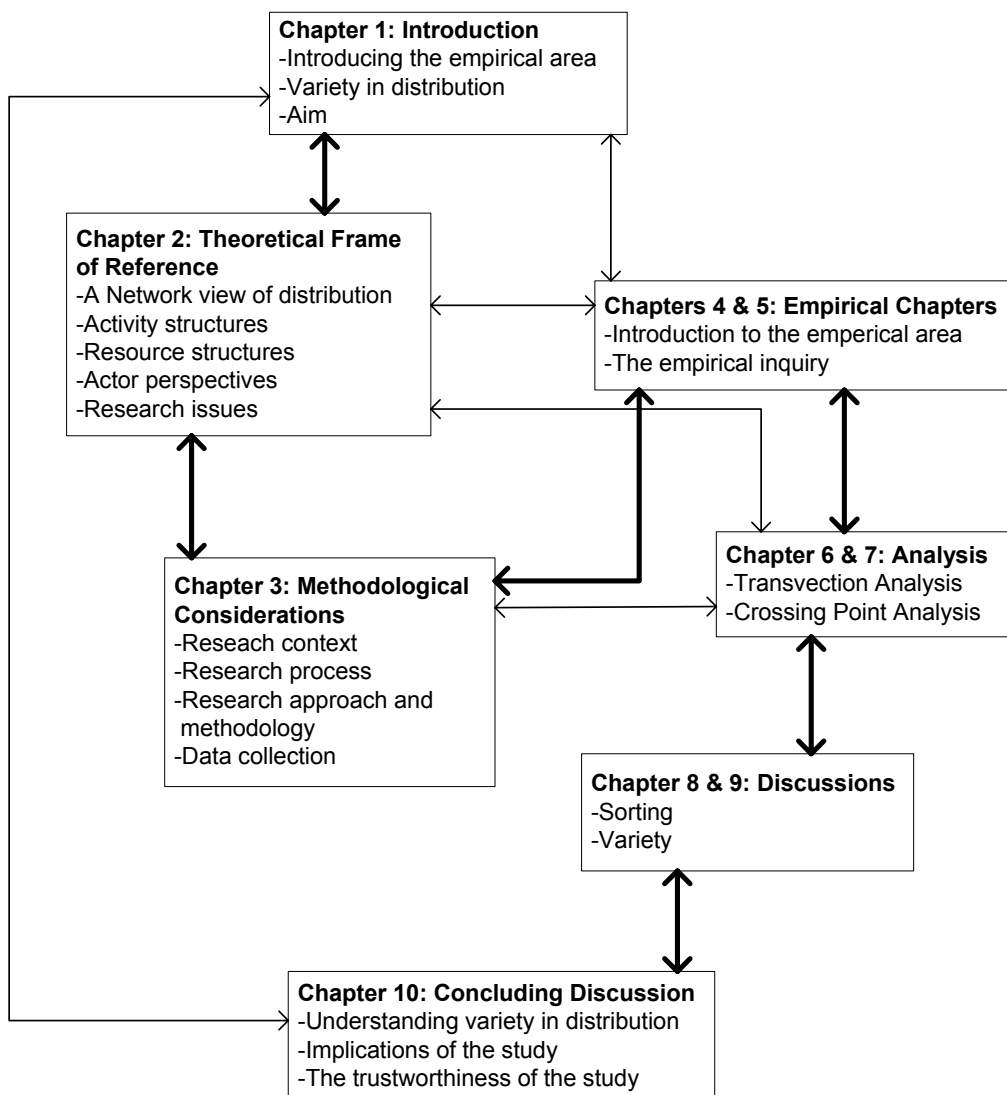 Chapter 1: Introduction
-Introducing the empirical area
-Variety in distribution
-Aim
Chapter 2: Theoretical Frame
of Reference
-A Network view of distribution
-Activity structures
-Resource structures
-Actor perspectives
-Research issues
Chapters 4 & 5: Empirical Chapters
-Introduction to the emperical area
-The empirical inquiry
Chapter 3: Methodological
Considerations
-Reseach context
-Research process
-Research approach and
methodology
-Data collection
Chapter 6 & 7: Analysis
-Transvection Analysis
-Crossing Point Analysis
Chapter 8 & 9: Discussions
-Sorting
-Variety
Chapter 10: Concluding Discussion
-Understanding variety in distribution
-Implications of the study
-The trustworthiness of the study